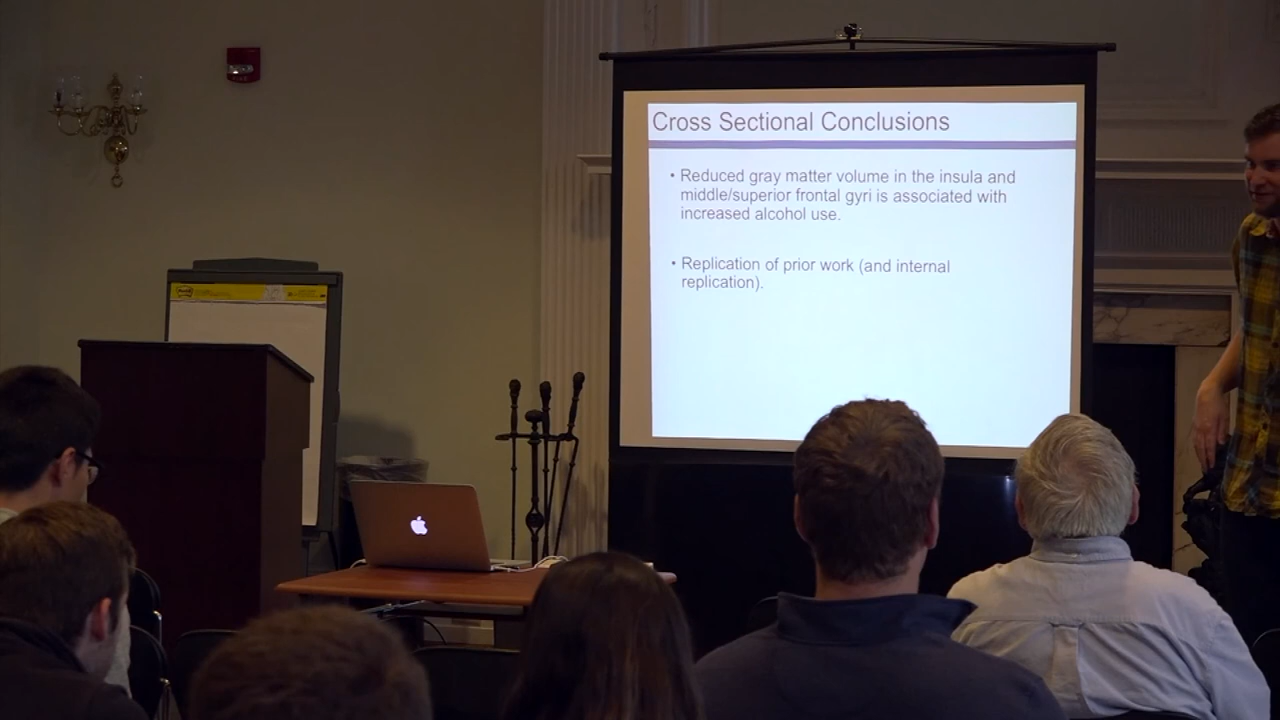 Cross Sectional Conclusions
• Reduced gray matter volume in the insula and
middle/superior frontal gyri is associated with
increased alcohol use.
• Replication of prior work (and internal
replication).